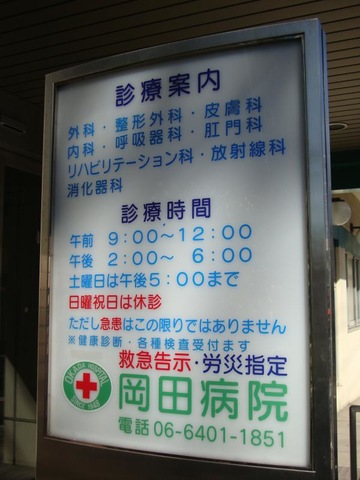 診療案内
外科・整形外科・皮膚科
内科・呼吸器科・肛門科
リハビリテーション科・放射線科
消化器科
診療時間
午前 9:00〜12:00
午後 2:00〜 6:00
土曜日は午後5:00まで
日曜祝日は休診
ただし急患はこの限りではありません
※健康診断・各種検査受付ます
救急告示・労災指定
岡田病院
電話 06-6401-1851